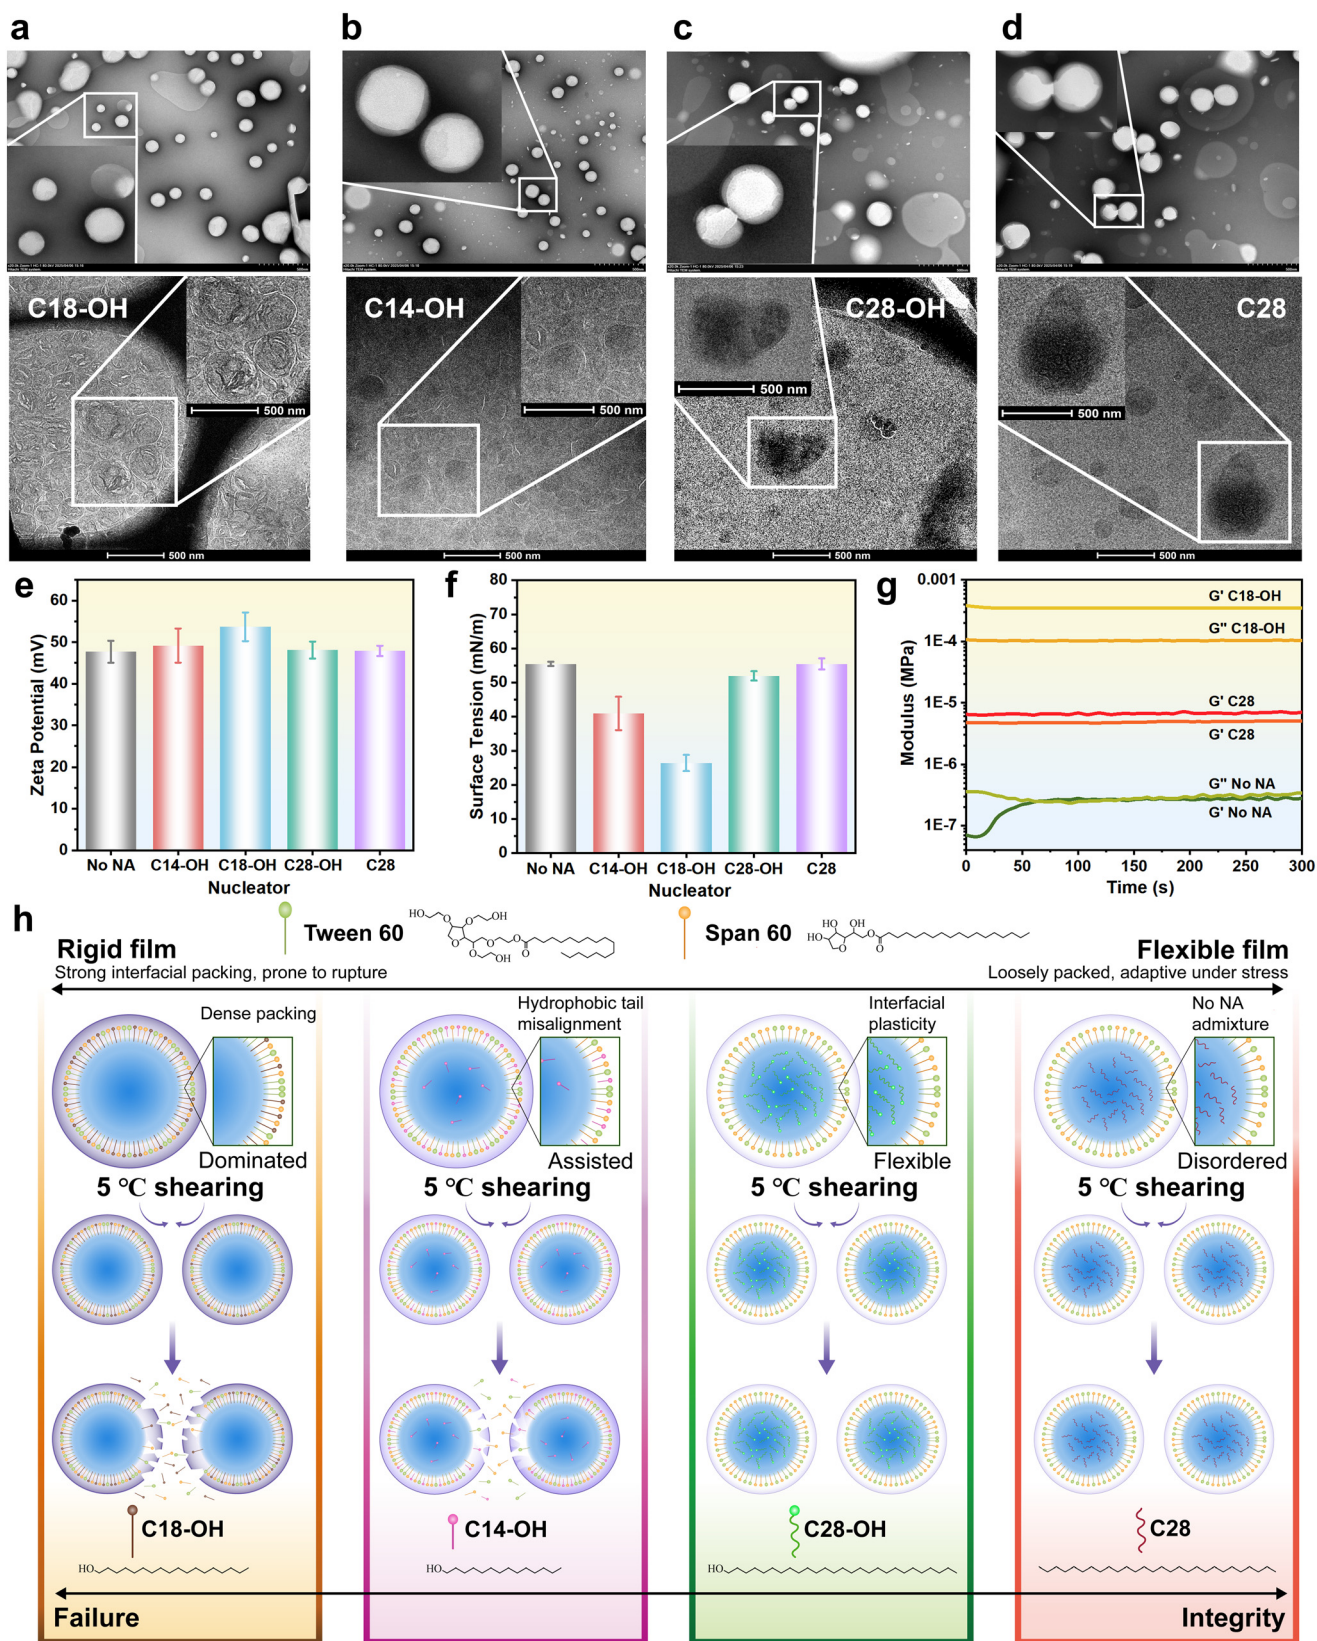 a
b
c
d
C18-OH
500 nm
500 nm
C14-OH
500 nm
500 nm
C28-OH
500 nm
500 nm
C28
500 nm
500 nm
e
Zeta Potential (mV)
60
50
40
30
20
10
0
No NA C14-OH C18-OH C28-OH C28
Nucleator
f
Surface Tension (mN/m)
80
70
60
50
40
30
20
10
0
No NA C14-OH C18-OH C28-OH C28
Nucleator
g
Modulus (MPa)
0.001
1E-4
1E-5
1E-6
1E-7
G' C18-OH
G'' C18-OH
G' C28
G' C28
G'' No NA
G' No NA
0 50 100 150 200 250 300
Time (s)
h
Tween 60
HO
O
O
OH
O
O
O
O
O
OH
Span 60
HO OH
HO
O
O
O
Rigid film
Strong interfacial packing, prone to rupture
Flexible film
Loosely packed, adaptive under stress
Dense packing
Dominated
5 °C shearing
Hydrophobic tail
misalignment
Assisted
5 °C shearing
Interfacial
plasticity
Flexible
5 °C shearing
No NA
admixture
Disordered
5 °C shearing
C18-OH
HO
C14-OH
HO
C28-OH
HO
C28
Failure
Integrity